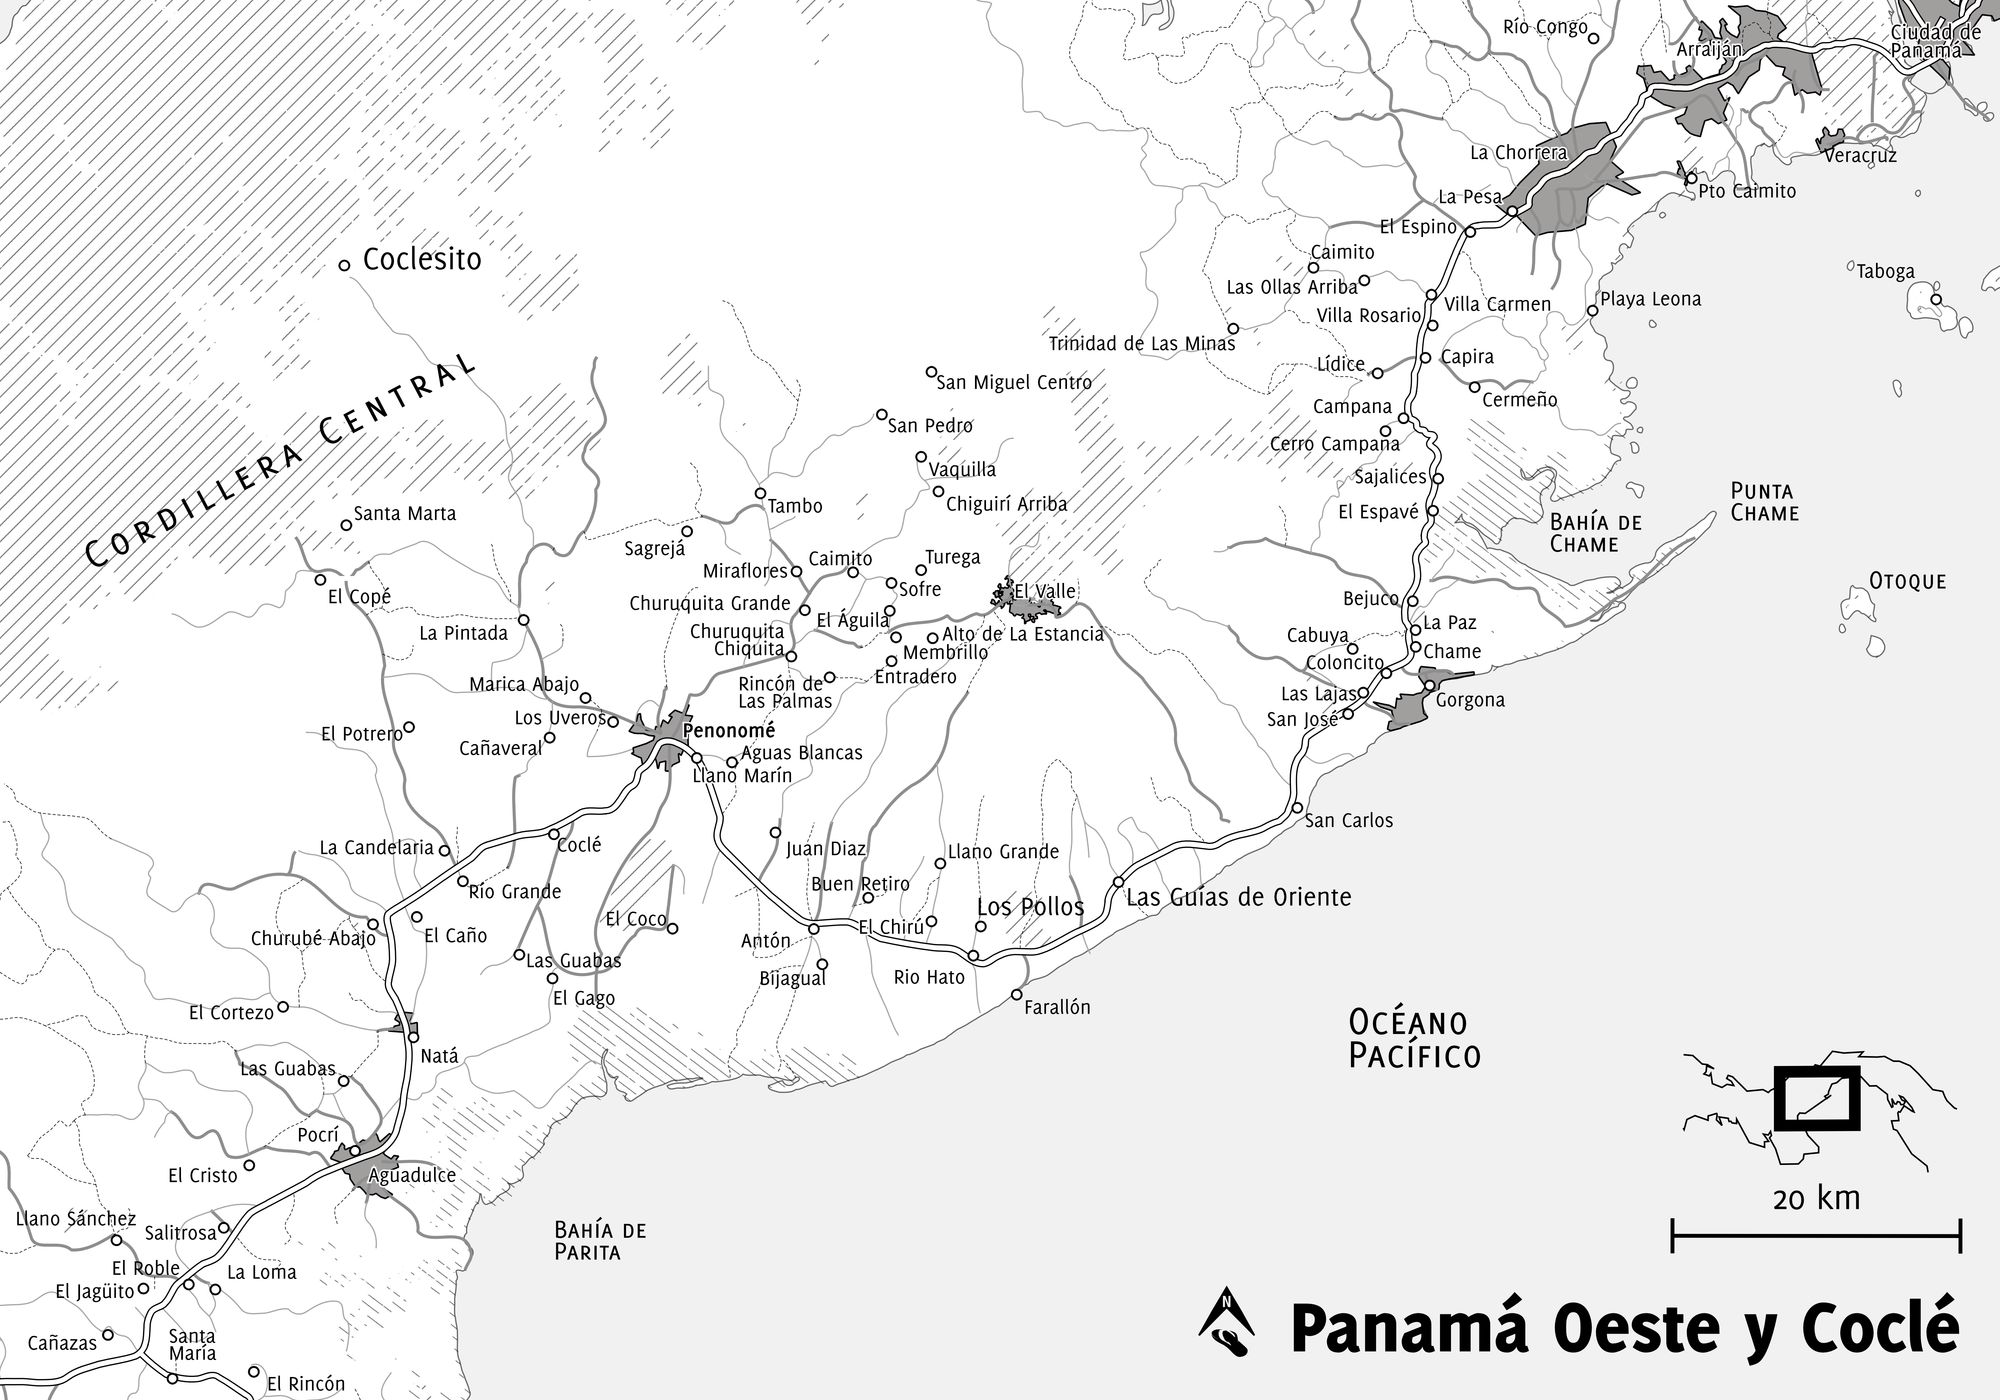 Río Congo
Ciudad de
Panamá
Arraiján
La Chorrera
Veracruz
La Pesa
Pto Caimito
El Espino
Caimito
Coclesito
Taboga
Las Ollas Arriba
Playa Leona
Villa Carmen
Villa Rosario
Trinidad de Las Minas
Capira
Lídice
Cordillera Central
San Miguel Centro
Cermeño
Campana
San Pedro
Cerro Campana
Vaquilla
Sajalices
Punta
Chame
Chiguirí Arriba
Tambo
Santa Marta
El Espavé
Bahía de
Chame
Sagrejá
Turega
Caimito
Miraflores
Otoque
Sofre
El Valle
El Copé
Bejuco
Churuquita Grande
El Águila
La Paz
La Pintada
Churuquita
Chiquita
Alto de La Estancia
Cabuya
Membrillo
Chame
Coloncito
Entradero
Marica Abajo
Rincón de
Las Palmas
Las Lajas
Gorgona
Los Uveros
San José
El Potrero
Penonomé
Cañaveral
Aguas Blancas
Llano Marín
San Carlos
La Candelaria
Coclé
Juan Diaz
Llano Grande
Río Grande
Buen Retiro
Las Guías de Oriente
Los Pollos
El Coco
El Chirú
Churubé Abajo
El Caño
Antón
Las Guabas
Bijagual
Rio Hato
El Gago
Farallón
El Cortezo
Océano
Pacífico
Natá
Las Guabas
Pocrí
El Cristo
Aguadulce
20 km
Llano Sánchez
Salitrosa
Bahía de
Parita
El Roble
La Loma
El Jagüito
N
Panamá Oeste y Coclé
Cañazas
Santa
María
El Rincón